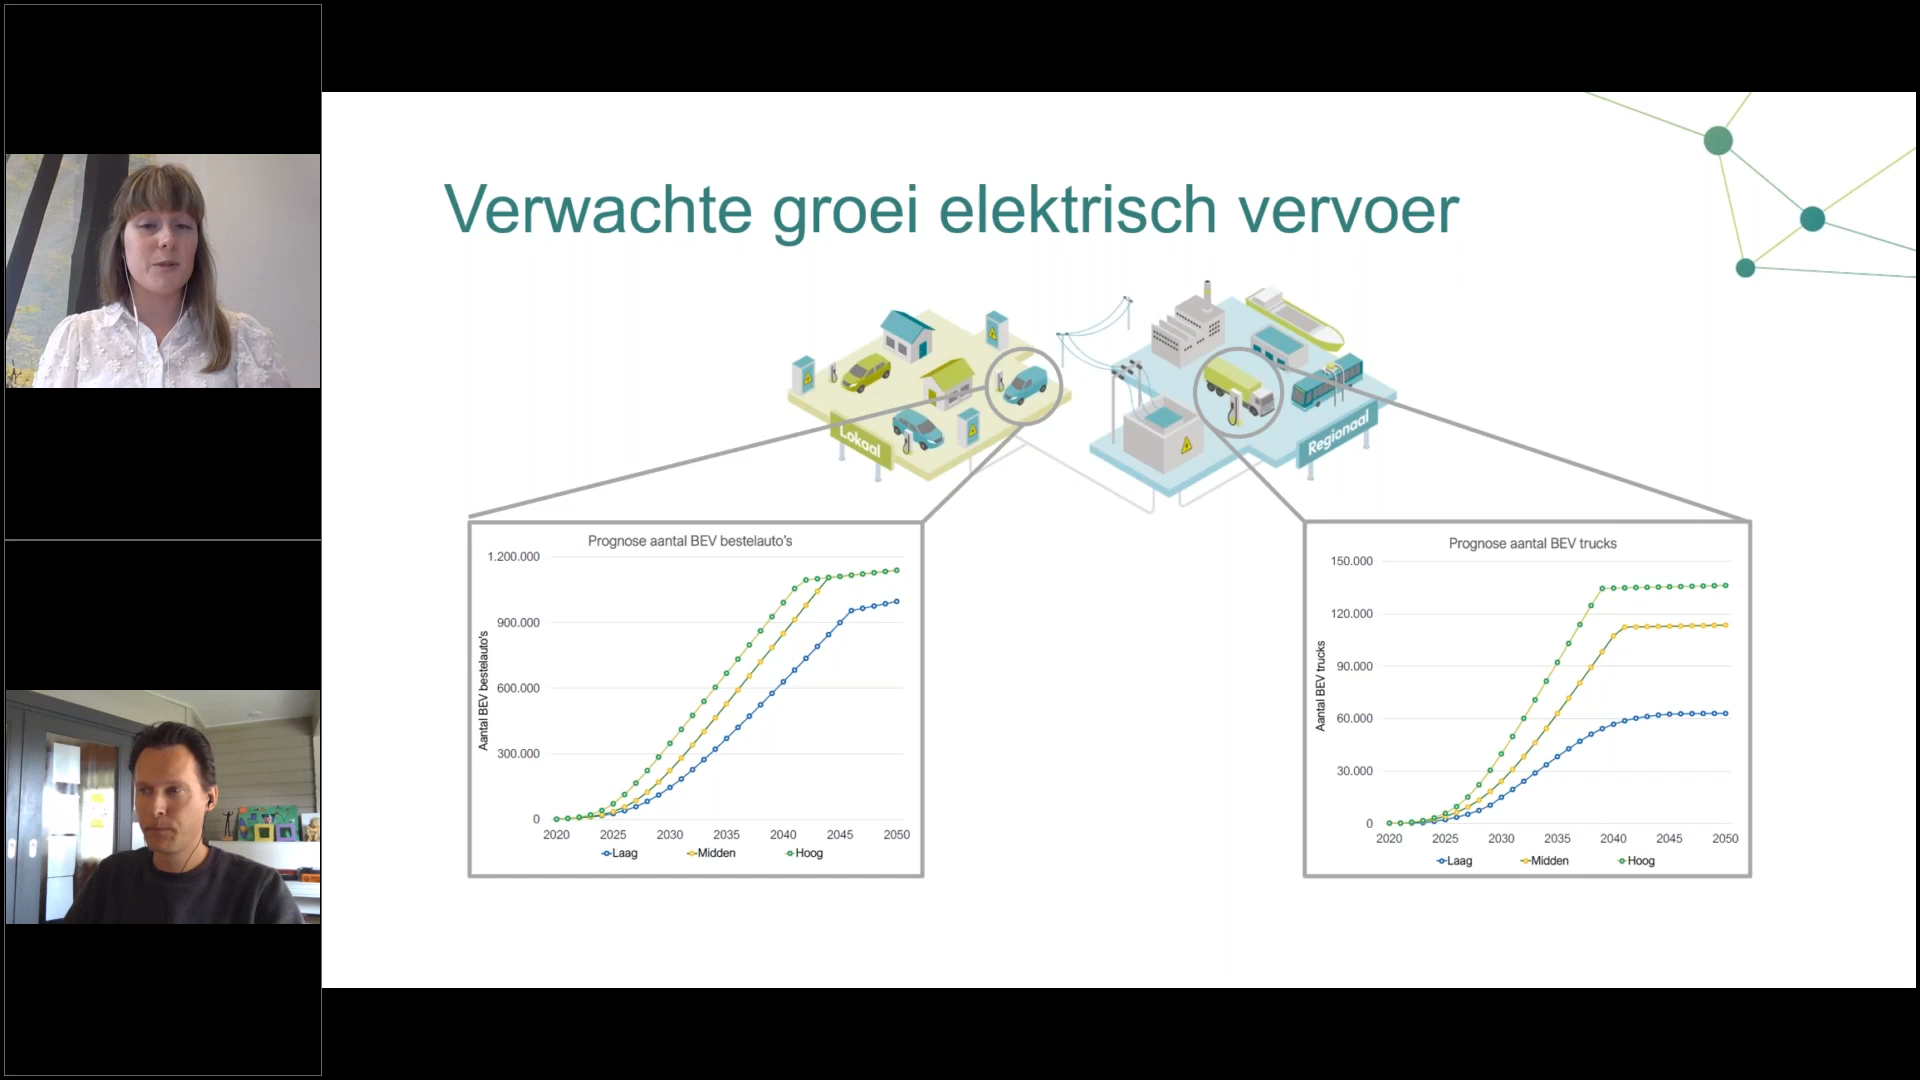 Verwachte groei elektrisch vervoer
Lokaal
Regionaal
Prognose aantal BEV bestelauto's
Aantal BEV bestelauto's
1.200.000
900.000
600.000
300.000
0
2020 2025 2030 2035 2040 2045 2050
Laag Midden Hoog
Prognose aantal BEV trucks
Aantal BEV trucks
150.000
120.000
90.000
60.000
30.000
0
2020 2025 2030 2035 2040 2045 2050
Laag Midden Hoog